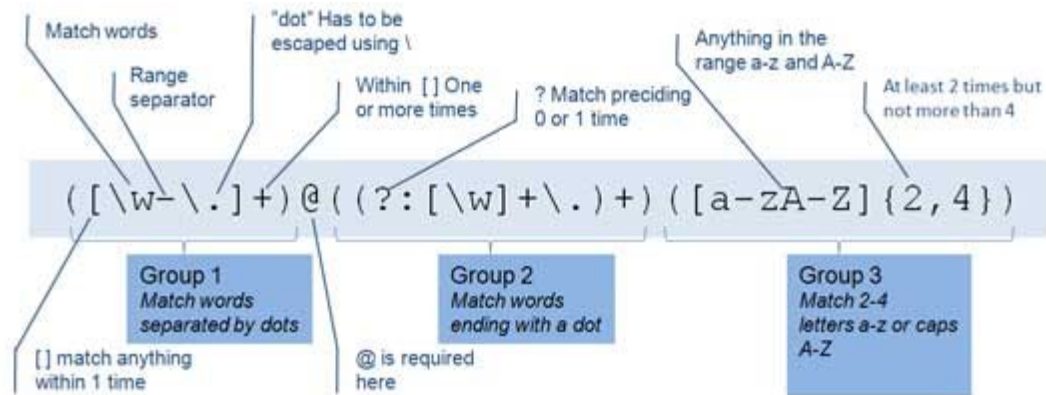 Match words
"dot" Has to be
escaped using \
Range
separator
Within [ ] One
or more times
? Match preciding
0 or 1 time
Anything in the
range a-z and A-Z
At least 2 times but
not more than 4
([\w-\.]+)@((?:[\w]+\.)+)([a-zA-Z]{2,4})
Group 1
Match words
separated by dots
Group 2
Match words
ending with a dot
Group 3
Match 2-4
letters a-z or caps
A-Z
[ ] match anything
within 1 time
@ is required
here